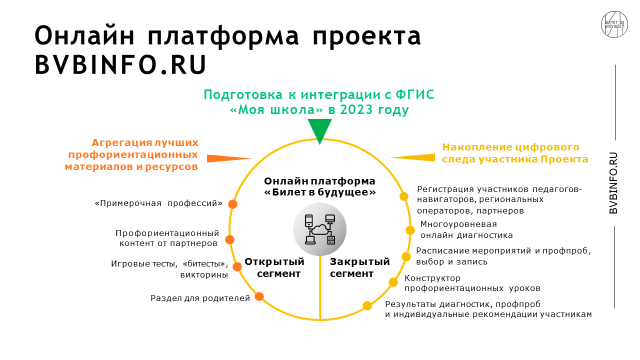 Онлайн платформа проекта
BVBINFO.RU
Подготовка к интеграции с ФГИС
«Моя школа» в 2023 году
Агрегация лучших
профориентационных
материалов и ресурсов
Накопление цифрового
следа участника Проекта
Онлайн платформа
«Билет в будущее»
Открытый
сегмент
Закрытый
сегмент
«Примерочная профессий»
Профориентационный
контент от партнеров
Игровые тесты, «битесты»,
викторины
Раздел для родителей
Регистрация участников педагогов-
навигаторов, региональных
операторов, партнеров
Многоуровневая
онлайн диагностика
Расписание мероприятий и профпроб,
выбор и запись
Конструктор
профориентационных уроков
Результаты диагностик, профпроб
и индивидуальные рекомендации участникам
BVBINFO.RU